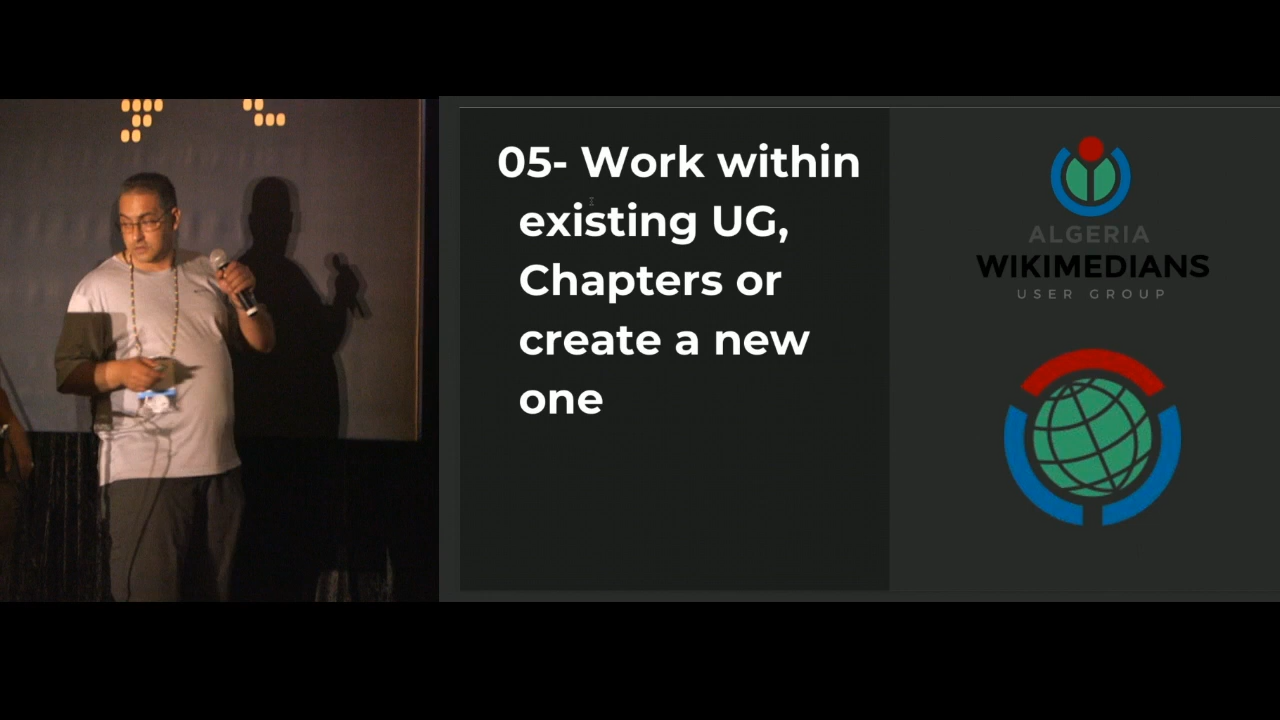 05- Work within
existing UG,
Chapters or
create a new
one
ALGERIA
WIKIMEDIANS
USER GROUP